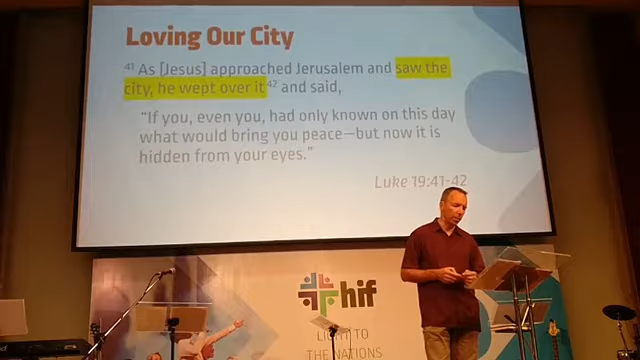 Loving Our City
41 As [Jesus] approached Jerusalem and saw the
city, he wept over it 42 and said,
"If you, even you, had only known on this day
what would bring you peace—but now it is
hidden from your eyes."
Luke 19:41-42
hif
LIGHT TO
THE NATIONS